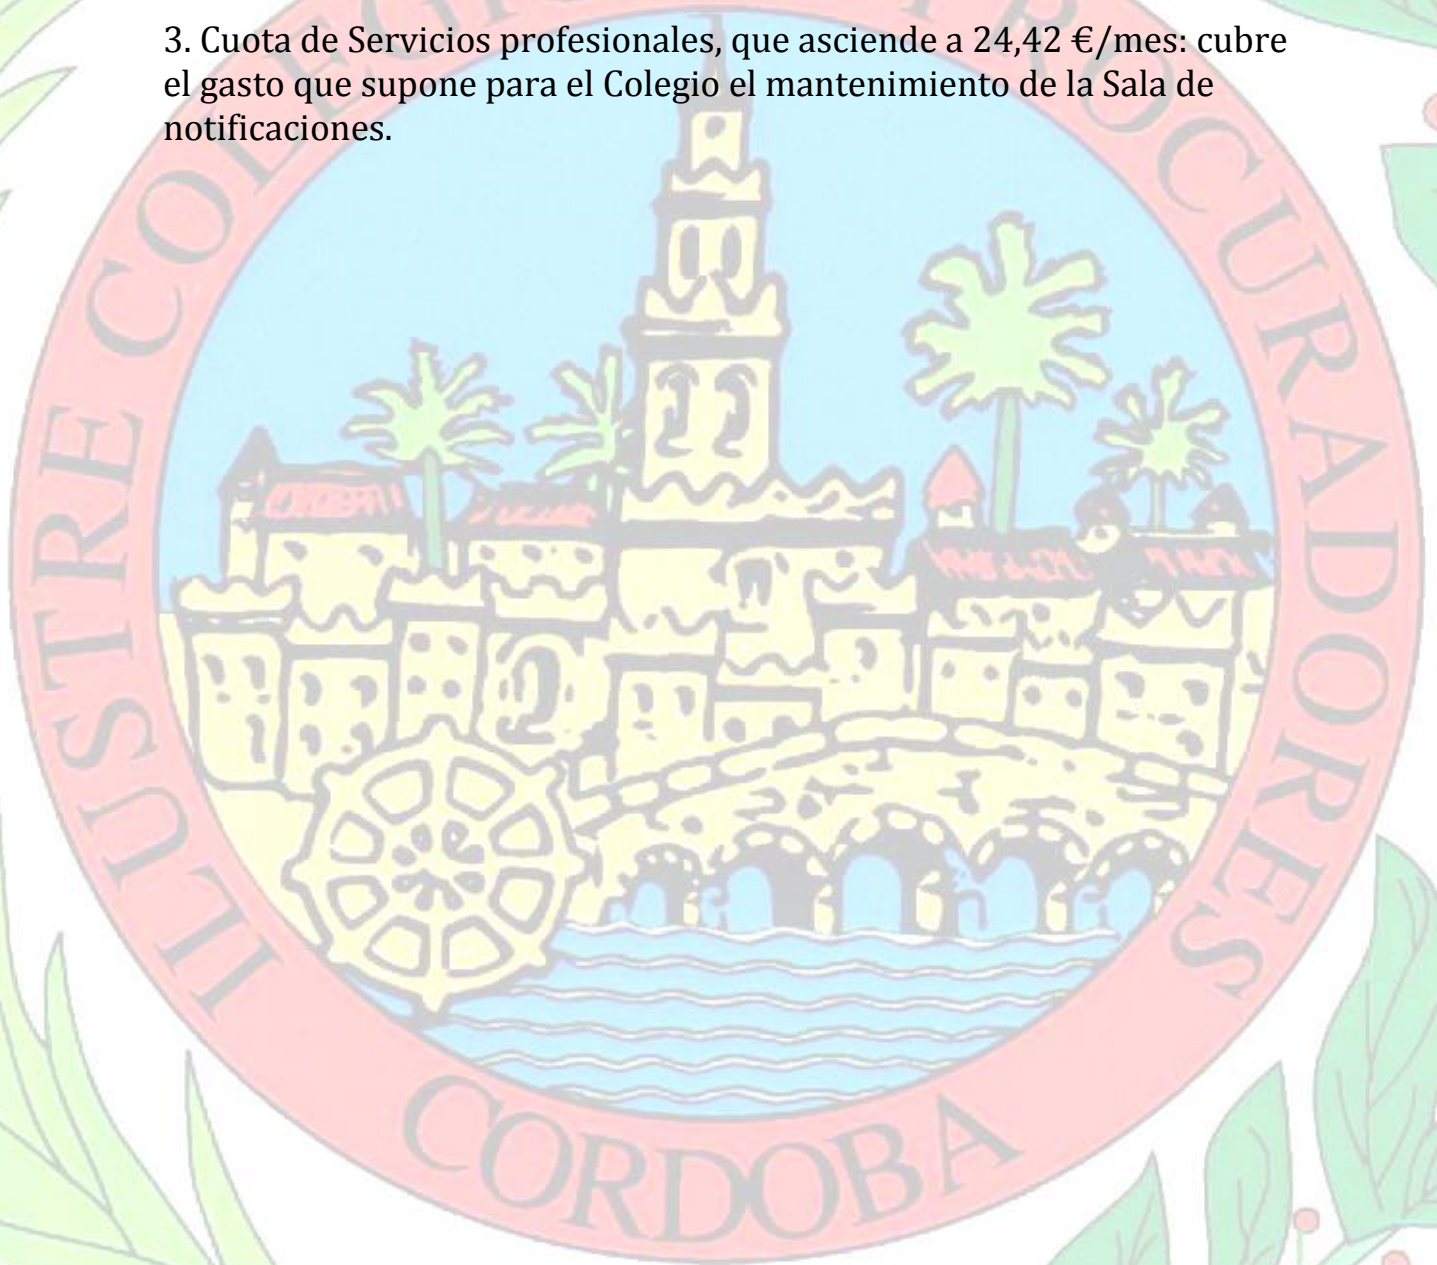 3. Cuota de Servicios profesionales, que asciende a 24,42 €/mes: cubre
el gasto que supone para el Colegio el mantenimiento de la Sala de
notificaciones.
ILUSTRE COLEGIO PROCURADORES
CORDOBA